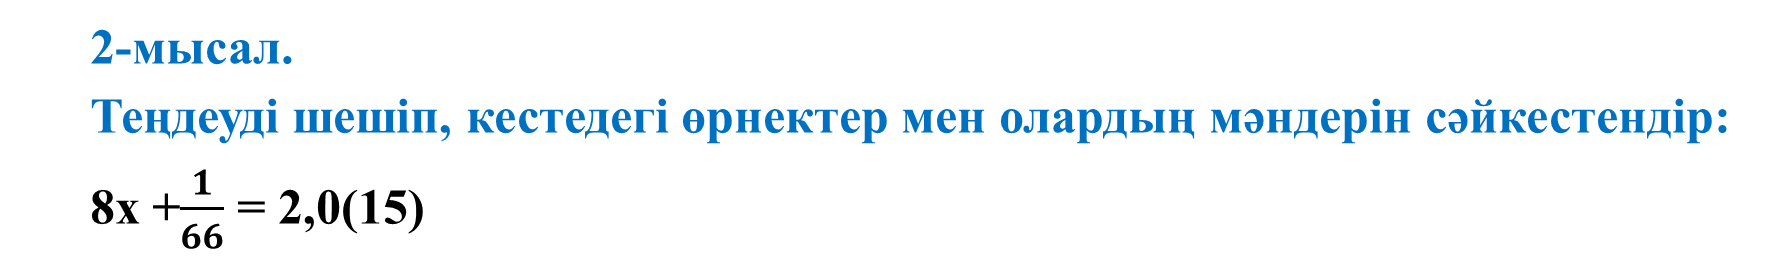 2-мысал.
Теңдеуді шешіп, кестедегі өрнектер мен олардың мәндерін сәйкестендір:
8x + 1/66 = 2,0(15)